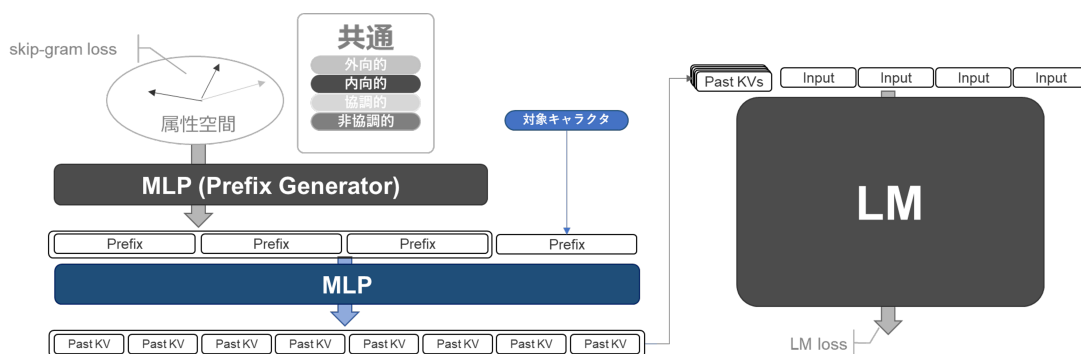 skip-gram loss
属性空間
共通
外向的
内向的
協調的
非協調的
対象キャラクタ
MLP (Prefix Generator)
Prefix
Prefix
Prefix
Prefix
MLP
Past KV
Past KV
Past KV
Past KV
Past KV
Past KV
Past KV
Past KV
Past KVs
Input
Input
Input
Input
LM
LM loss